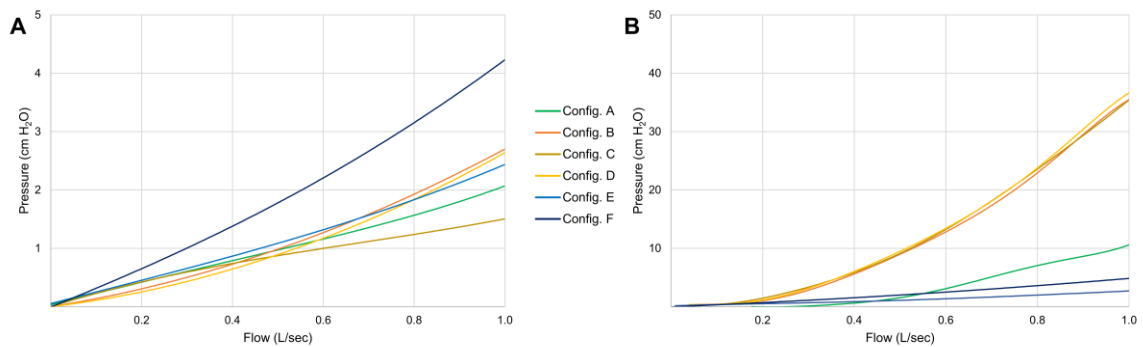 A
5
4
3
2
1
Pressure (cm H₂O)
0.2 0.4 0.6 0.8 1.0
Flow (L/sec)
Config. A
Config. B
Config. C
Config. D
Config. E
Config. F
B
50
40
30
20
10
Pressure (cm H₂O)
0.2 0.4 0.6 0.8 1.0
Flow (L/sec)